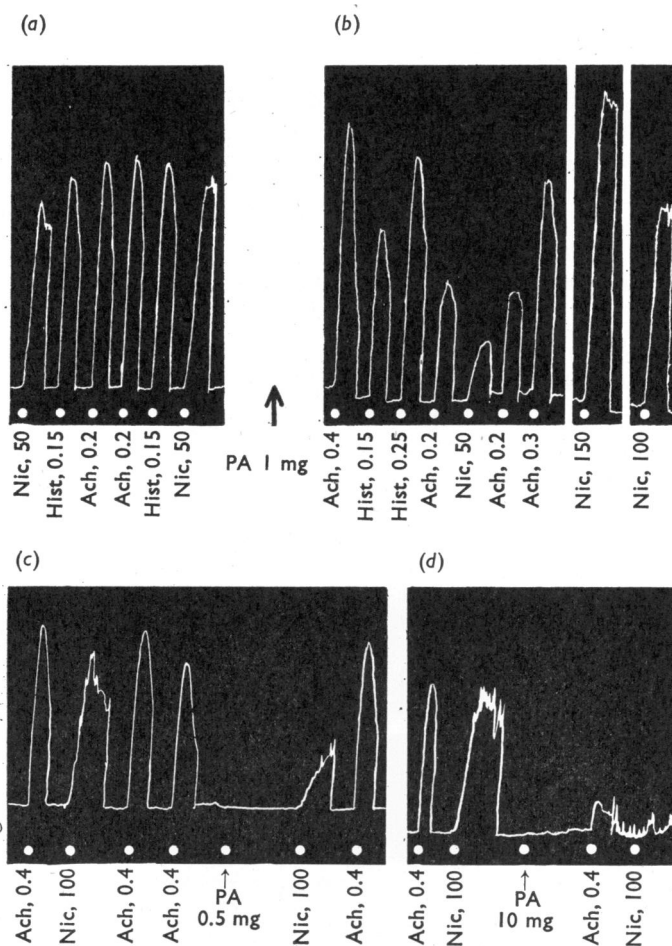 (a)
(b)
Nic, 50
Hist, 0.15
Ach, 0.2
Ach, 0.2
Hist, 0.15
Nic, 50
PA 1 mg
Ach, 0.4
Hist, 0.15
Hist, 0.25
Ach, 0.2
Nic, 50
Ach, 0.2
Ach, 0.3
Nic, 150
Nic, 100
(c)
(d)
Ach, 0.4
Nic, 100
Ach, 0.4
Ach, 0.4
PA
0.5 mg
Nic, 100
Ach, 0.4
Ach, 0.4
Nic, 100
PA
10 mg
Ach, 0.4
Nic, 100